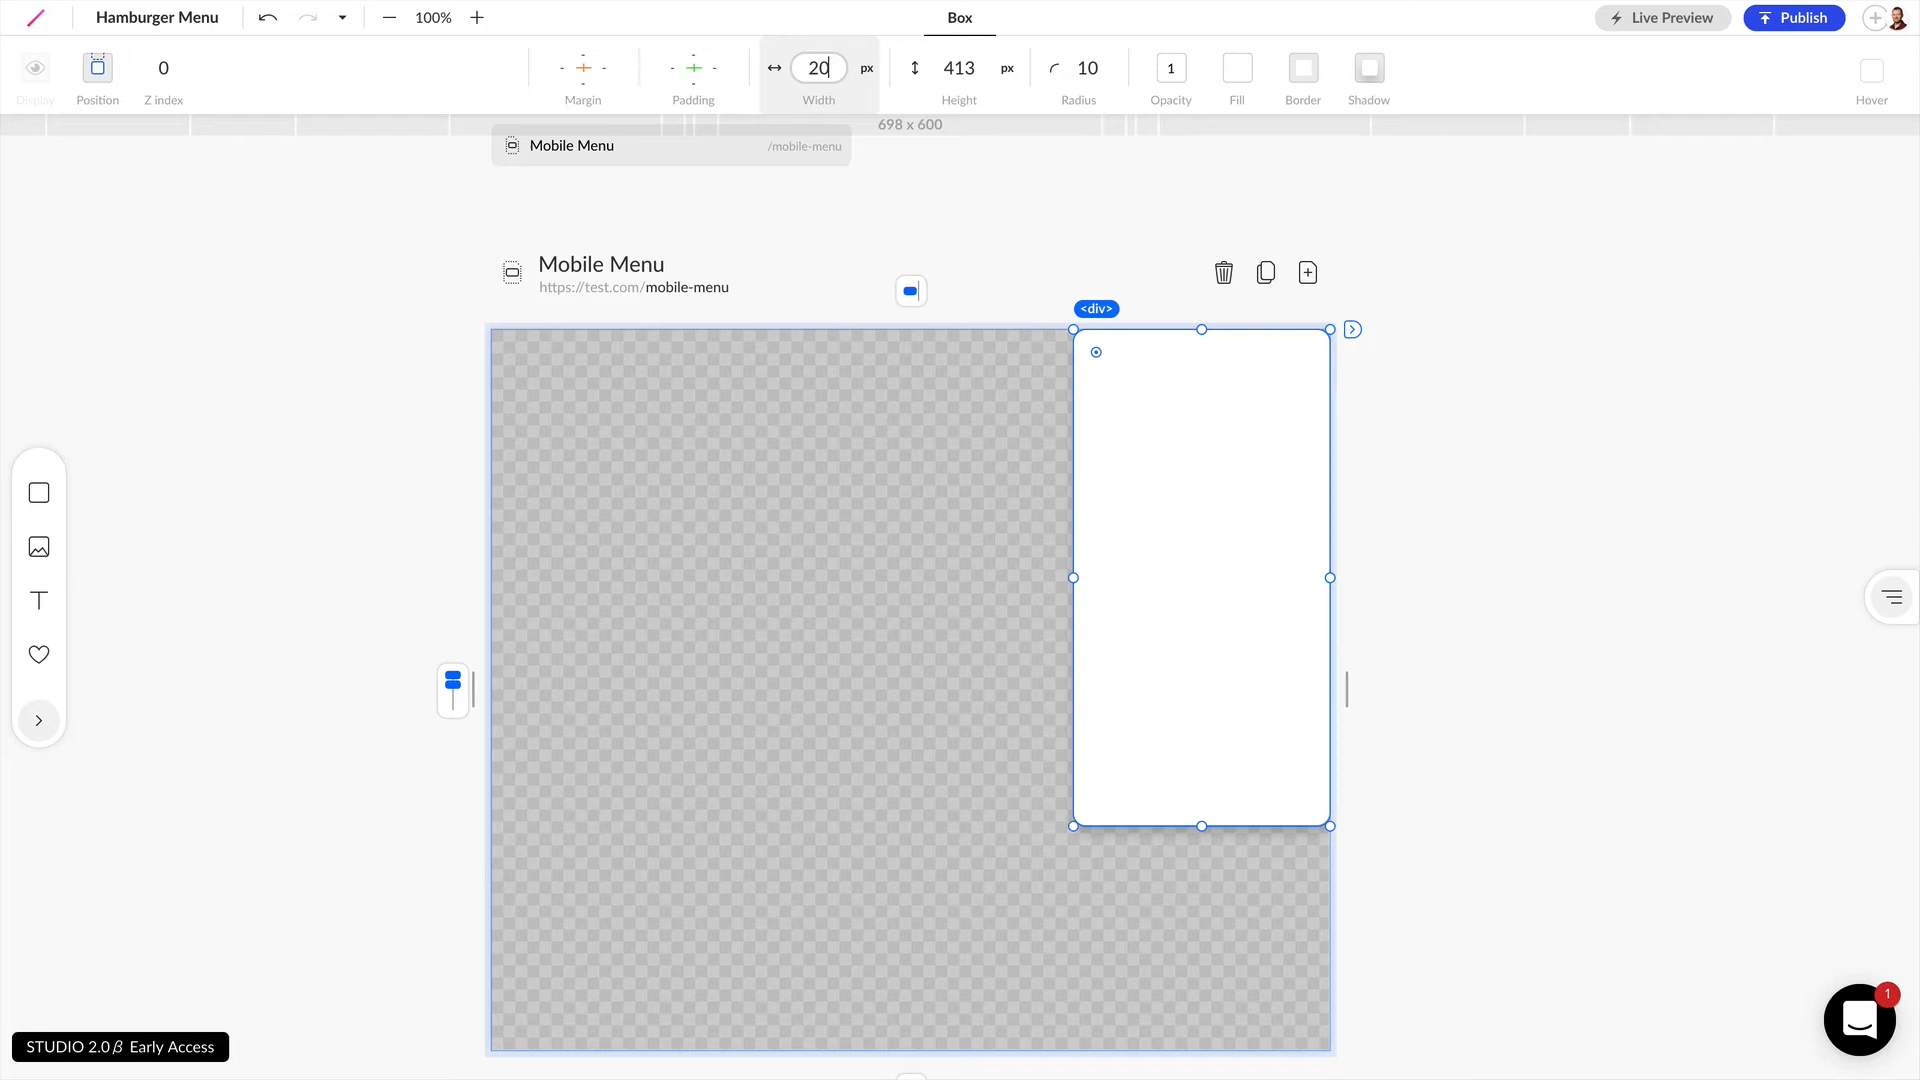 Hamburger Menu
100%
Box
Live Preview
Publish
Display
Position
0
Z index
Margin
Padding
20
px
Width
413
px
Height
10
Radius
1
Opacity
Fill
Border
Shadow
Hover
698 x 600
Mobile Menu
/mobile-menu
Mobile Menu
https://test.com/mobile-menu
<div>
T
1
STUDIO 2.0 β Early Access